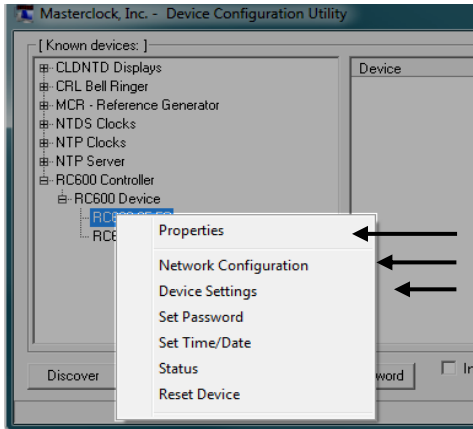 Masterclock, Inc. - Device Configuration Utility
[ Known devices: ]
CLDNTD Displays
CRL Bell Ringer
MCR - Reference Generator
NTDS Clocks
NTP Clocks
NTP Server
RC600 Controller
RC600 Device
Device
Properties
Network Configuration
Device Settings
Set Password
Set Time/Date
Status
Reset Device
Discover